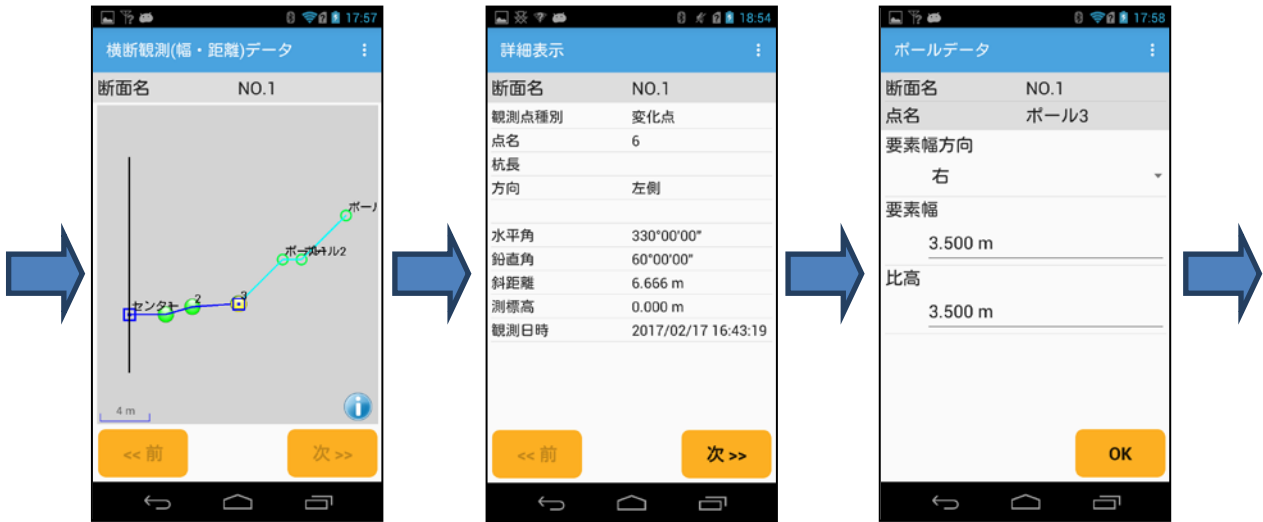 17:57
横断観測(幅・距離)データ
断面名 NO.1
ポール
ポール2
センター
2
3
4 m
<< 前 次 >>
18:54
詳細表示
断面名 NO.1
観測点種別 変化点
点名 6
杭長
方向 左側
水平角 330°00'00"
鉛直角 60°00'00"
斜距離 6.666 m
測標高 0.000 m
観測日時 2017/02/17 16:43:19
<< 前 次 >>
17:58
ポールデータ
断面名 NO.1
点名 ポール3
要素幅方向
右
要素幅
3.500 m
比高
3.500 m
OK